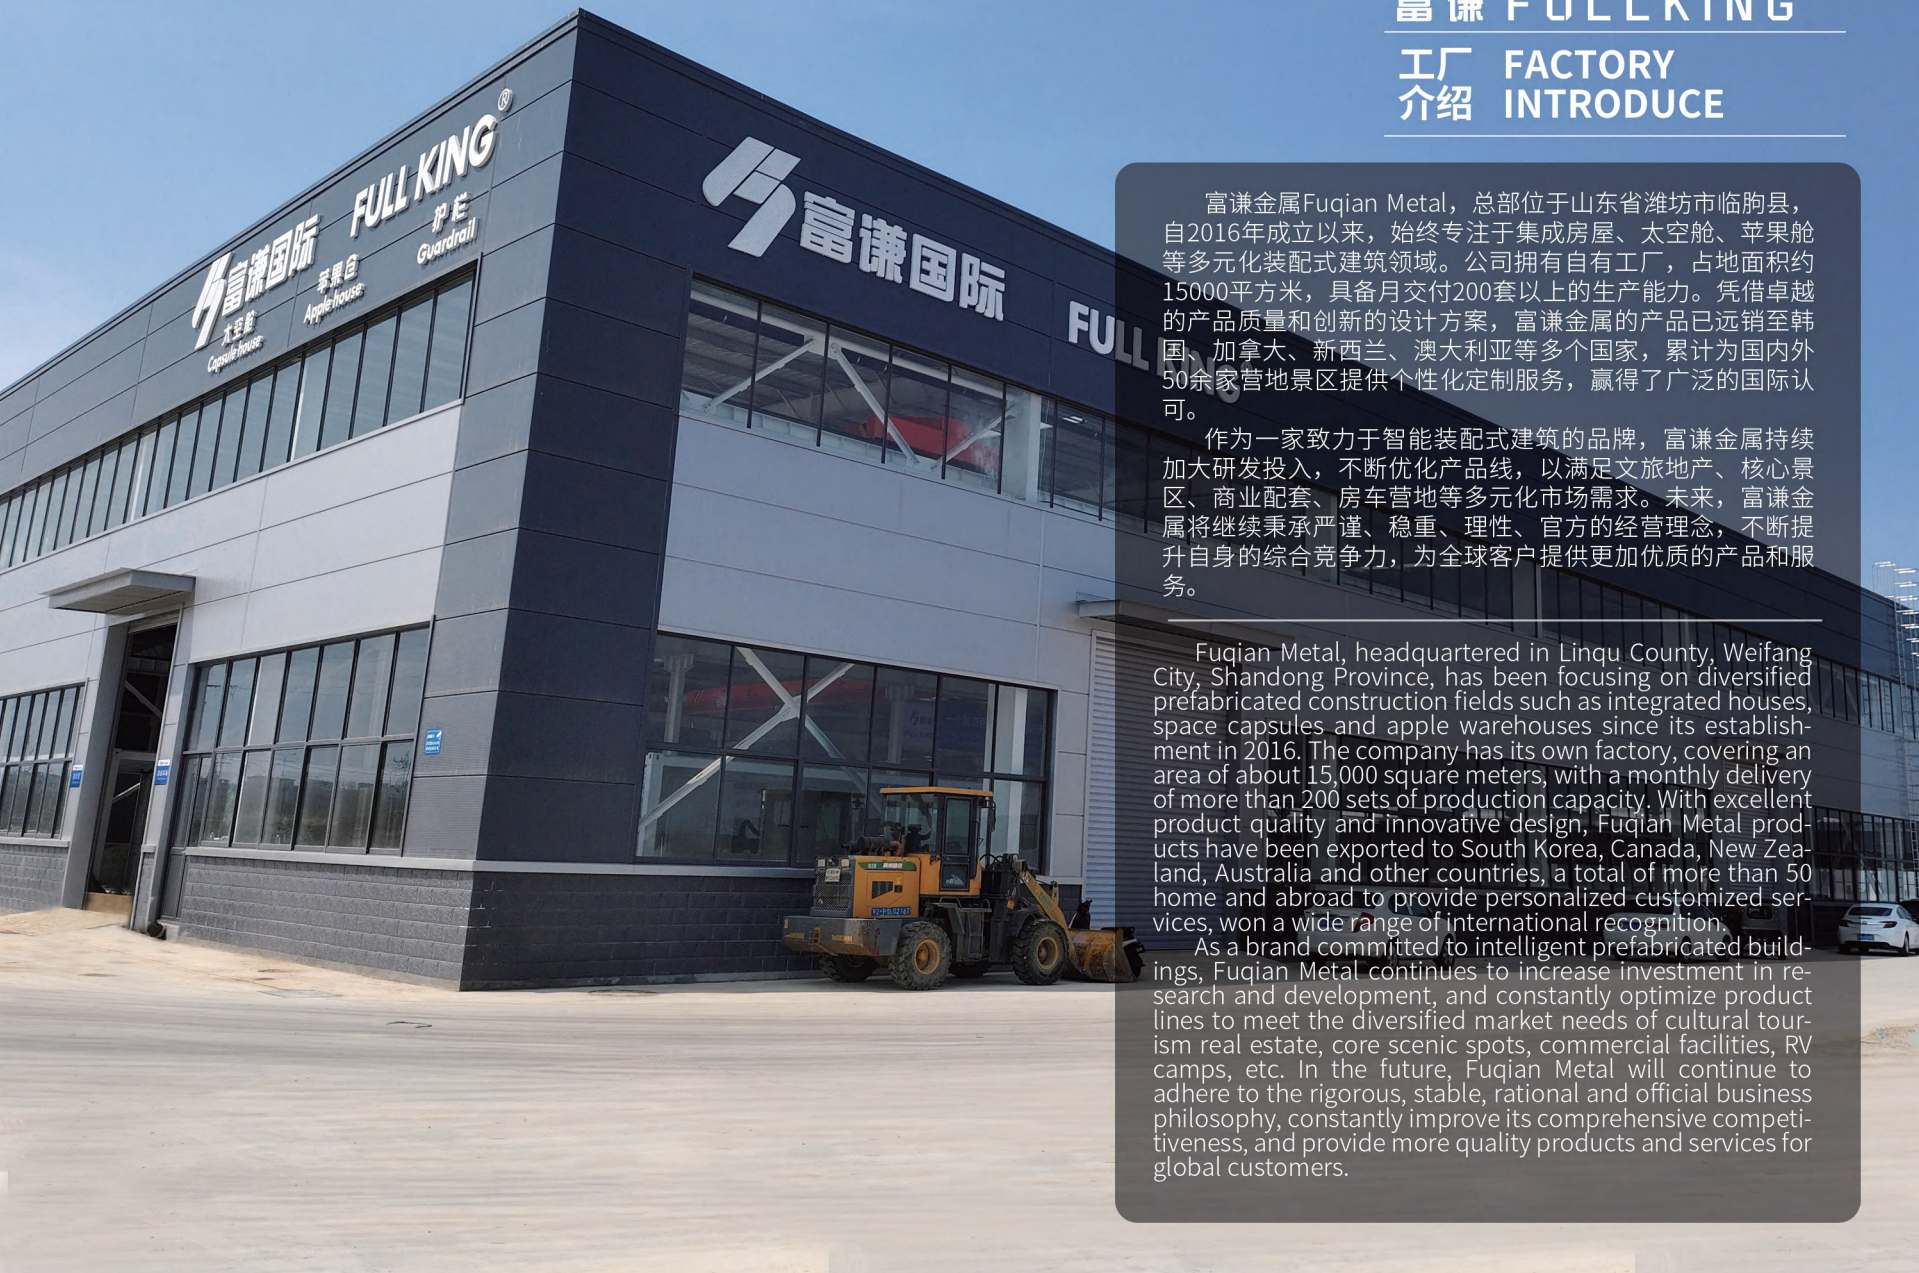 富谦 FULLKING
工厂 FACTORY
介绍 INTRODUCE
®
FULL KING
护栏
Guardrail
富谦国际
苹果仓
Apple house
太空舱
Capsule house
富谦国际
FULL KING
富谦金属Fuqian Metal，总部位于山东省潍坊市临朐县，
自2016年成立以来，始终专注于集成房屋、太空舱、苹果舱
等多元化装配式建筑领域。公司拥有自有工厂，占地面积约
15000平方米，具备月交付200套以上的生产能力。凭借卓越
的产品质量和创新的设计方案，富谦金属的产品已远销至韩
国、加拿大、新西兰、澳大利亚等多个国家，累计为国内外
50余家营地景区提供个性化定制服务，赢得了广泛的国际认
可。
作为一家致力于智能装配式建筑的品牌，富谦金属持续
加大研发投入，不断优化产品线，以满足文旅地产、核心景
区、商业配套、房车营地等多元化市场需求。未来，富谦金
属将继续秉承严谨、稳重、理性、官方的经营理念，不断提
升自身的综合竞争力，为全球客户提供更加优质的产品和服
务。
Fuqian Metal, headquartered in Linqu County, Weifang
City, Shandong Province, has been focusing on diversified
prefabricated construction fields such as integrated houses,
space capsules and apple warehouses since its establish-
ment in 2016. The company has its own factory, covering an
area of about 15,000 square meters, with a monthly delivery
of more than 200 sets of production capacity. With excellent
product quality and innovative design, Fuqian Metal prod-
ucts have been exported to South Korea, Canada, New Zea-
land, Australia and other countries, a total of more than 50
home and abroad to provide personalized customized ser-
vices, won a wide range of international recognition.
As a brand committed to intelligent prefabricated build-
ings, Fuqian Metal continues to increase investment in re-
search and development, and constantly optimize product
lines to meet the diversified market needs of cultural tour-
ism real estate, core scenic spots, commercial facilities, RV
camps, etc. In the future, Fuqian Metal will continue to
adhere to the rigorous, stable, rational and official business
philosophy, constantly improve its comprehensive competi-
tiveness, and provide more quality products and services for
global customers.